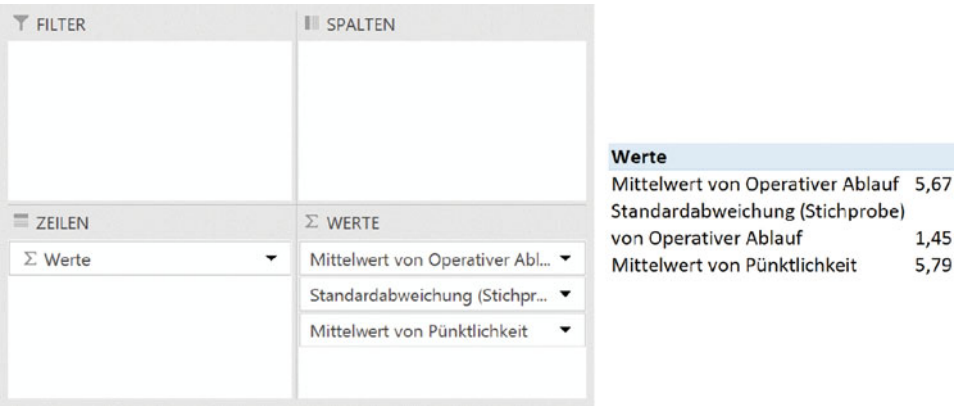 FILTER
SPALTEN
ZEILEN
Σ Werte
Σ WERTE
Mittelwert von Operativer Abl...
Standardabweichung (Stichpr...
Mittelwert von Pünktlichkeit
Werte
Mittelwert von Operativer Ablauf 5,67
Standardabweichung (Stichprobe)
von Operativer Ablauf 1,45
Mittelwert von Pünktlichkeit 5,79